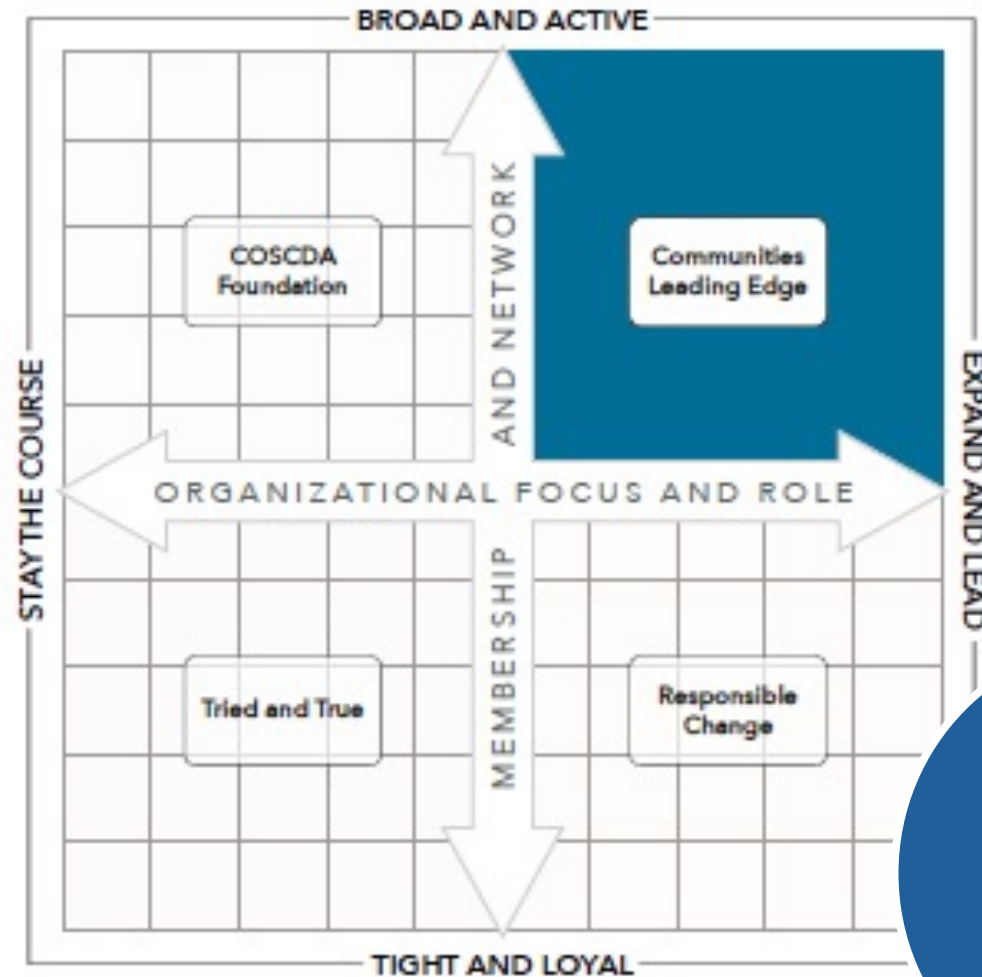 BROAD AND ACTIVE
COSCDA
Foundation
Communities
Leading Edge
AND NETWORK
STAY THE COURSE
EXPAND AND LEAD
ORGANIZATIONAL FOCUS AND ROLE
MEMBERSHIP
Tried and True
Responsible
Change
TIGHT AND LOYAL